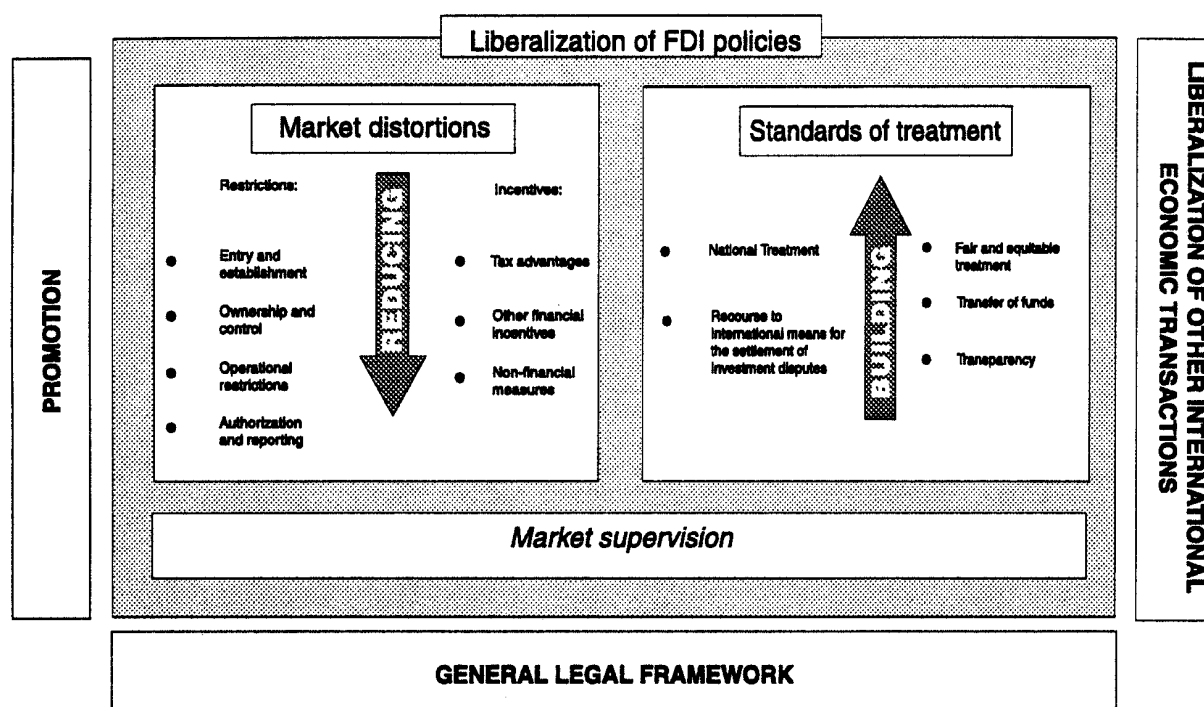 Liberalization of FDI policies
PROMOTION
Market distortions
Restrictions:
Entry and
establishment
Ownership and
control
Operational
restrictions
Authorization
and reporting
REDUCING
Incentives:
Tax advantages
Other financial
incentives
Non-financial
measures
Standards of treatment
National Treatment
Recourse to
international means for
the settlement of
investment disputes
BUILDING
Fair and equitable
treatment
Transfer of funds
Transparency
Market supervision
GENERAL LEGAL FRAMEWORK
LIBERALIZATION OF OTHER INTERNATIONAL
ECONOMIC TRANSACTIONS